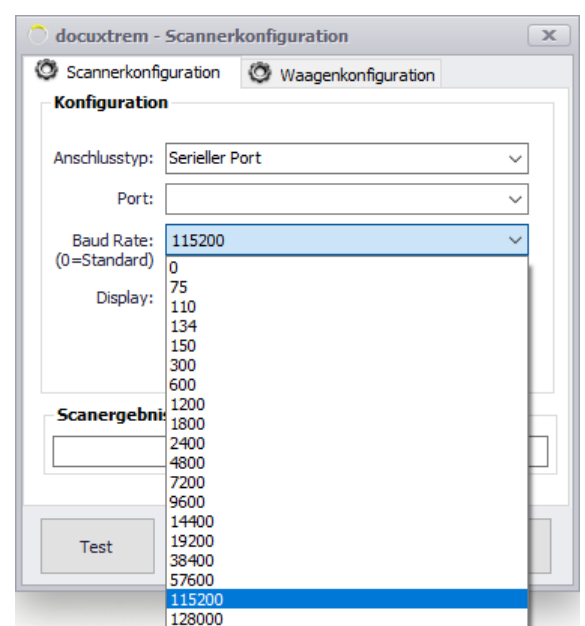 docuxtrem - Scannerkonfiguration
Scannerkonfiguration Waagenkonfiguration
Konfiguration
Anschlusstyp: Serieller Port
Port:
Baud Rate: 115200
(0=Standard)
Display:
0
75
110
134
150
300
600
1200
1800
2400
4800
7200
9600
14400
19200
38400
57600
115200
128000
Scanergebnis
Test